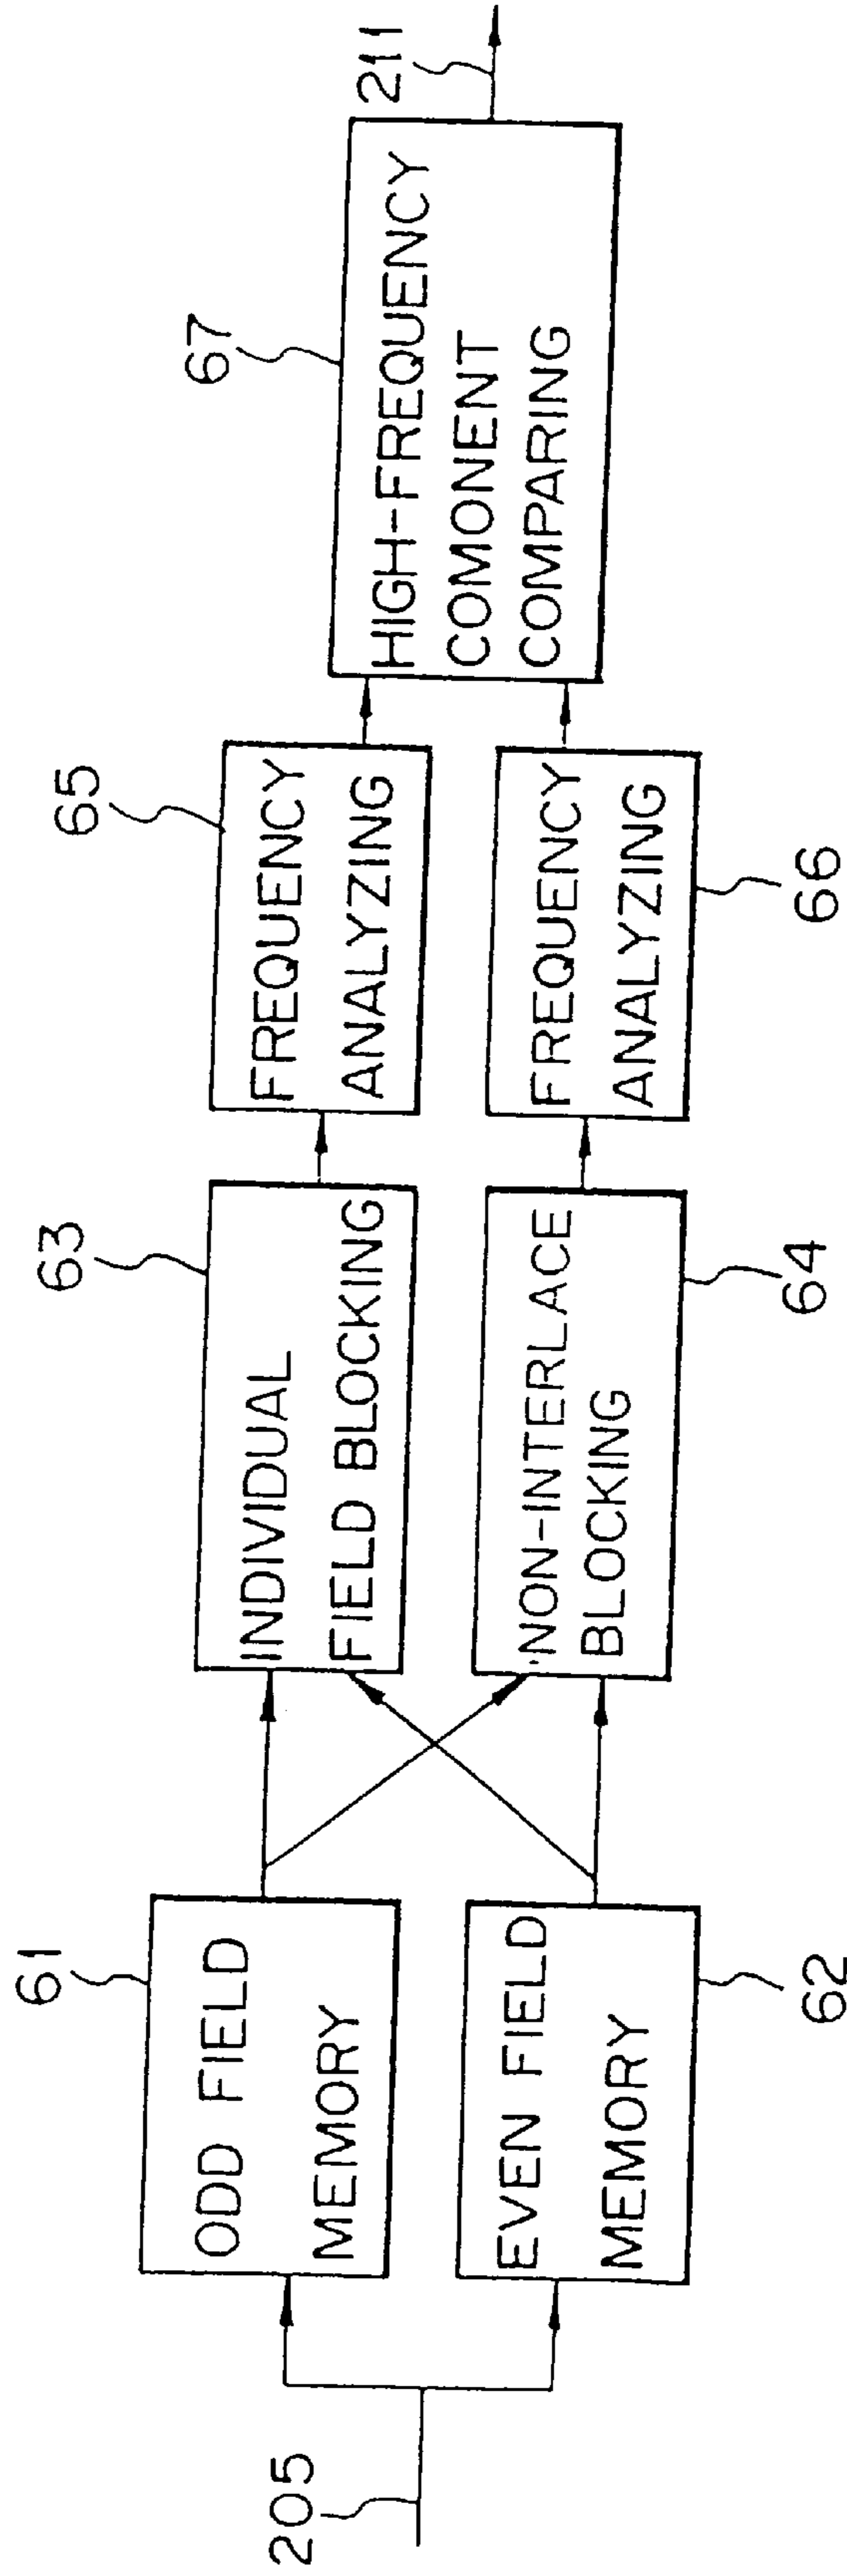 205
61
ODD FIELD
MEMORY
EVEN FIELD
MEMORY
62
63
INDIVIDUAL
FIELD BLOCKING
NON-INTERLACE
BLOCKING
64
65
FREQUENCY
ANALYZING
FREQUENCY
ANALYZING
66
67
HIGH-FREQUENCY
COMONENT
COMPARING
211